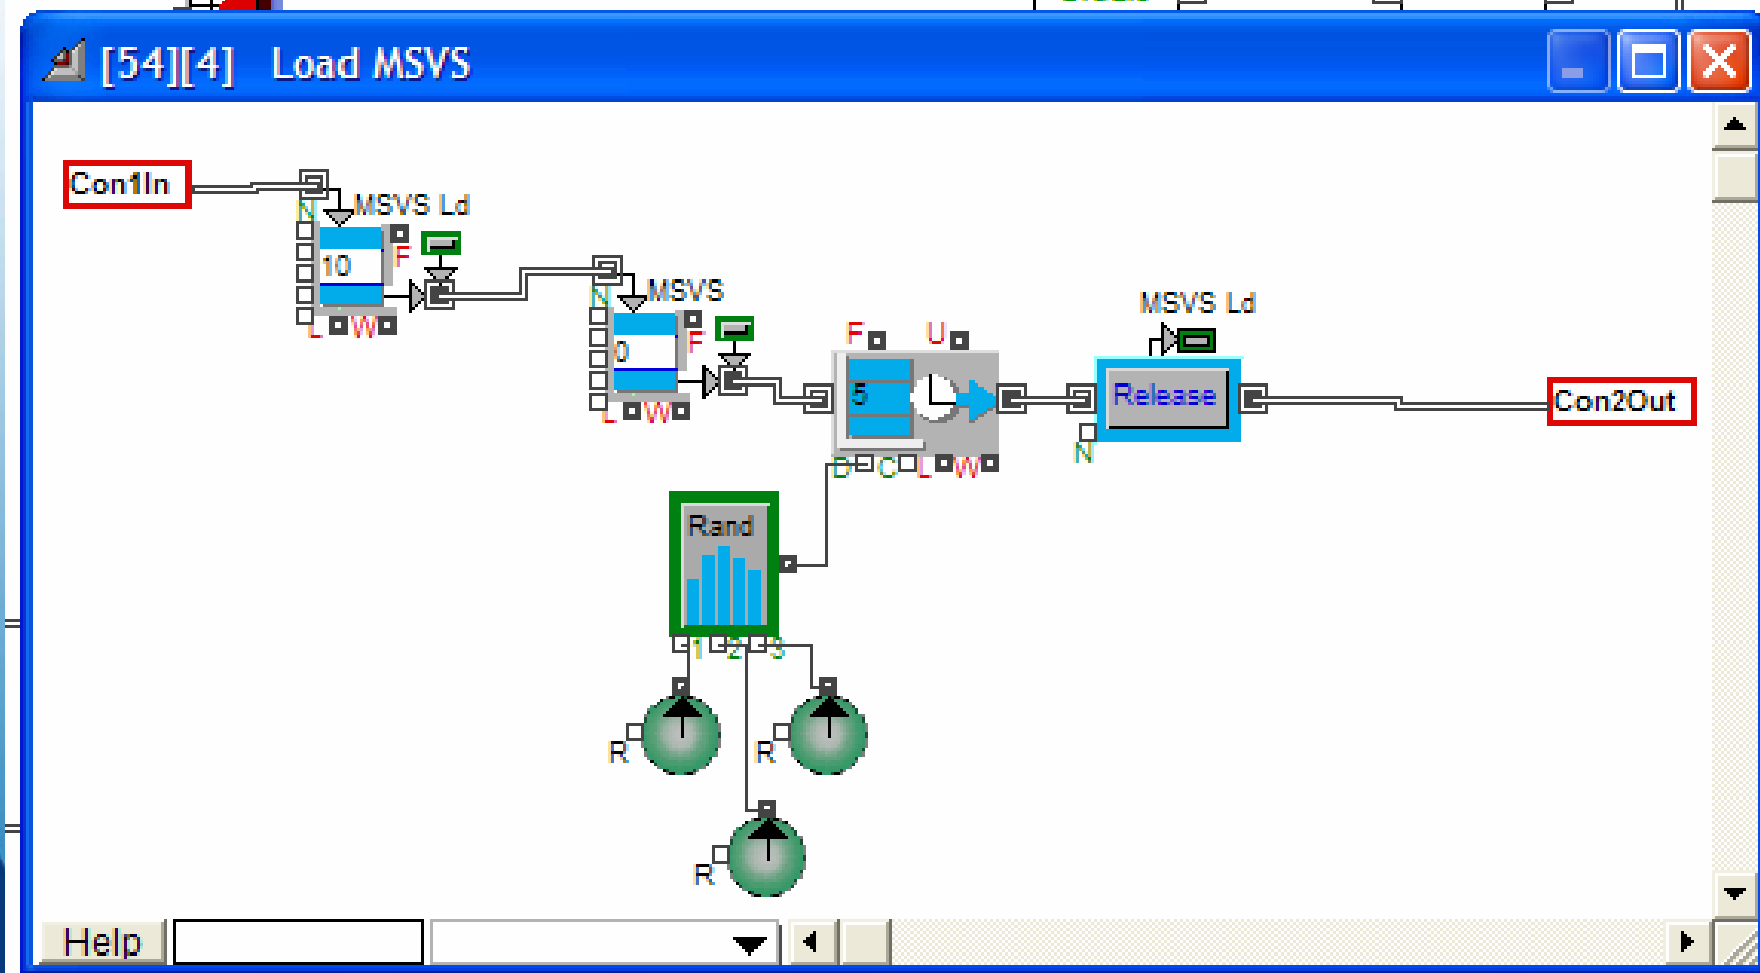 [54][4] Load MSVS
Con1In
N
MSVS Ld
10
F
L W
N
MSVS
0
F
L W
F U
5
D C L W
MSVS Ld
Release
N
Con2Out
Rand
1 2 3
R
R
R
Help